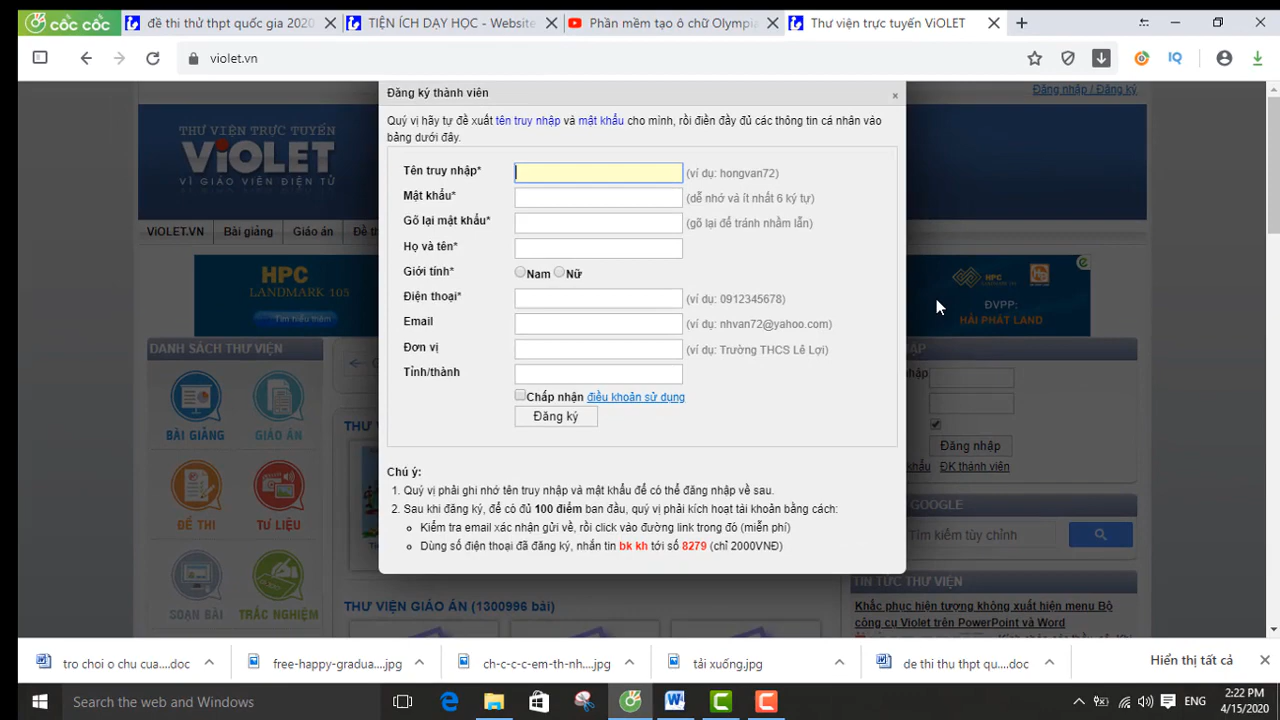 cốc cốc
đề thi thử thpt quốc gia 2020
TIỆN ÍCH DẠY HỌC - Website
Phần mềm tạo ô chữ Olympia
Thư viện trực tuyến ViOLET
violet.vn
Đăng ký thành viên
Đăng nhập / Đăng ký
Quý vị hãy tự đề xuất tên truy nhập và mật khẩu cho mình, rồi điền đầy đủ các thông tin cá nhân vào
bảng dưới đây.
THƯ VIỆN TRỰC TUYẾN
ViOLET
VÌ GIÁO VIÊN ĐIỆN TỬ
Tên truy nhập*
(ví dụ: hongvan72)
Mật khẩu*
(dễ nhớ và ít nhất 6 ký tự)
Gõ lại mật khẩu*
(gõ lại để tránh nhầm lẫn)
ViOLET.VN
Bài giảng
Giáo án
Đề th
Họ và tên*
Giới tính*
Nam
Nữ
Điện thoại*
(ví dụ: 0912345678)
Email
(ví dụ: nhvan72@yahoo.com)
Đơn vị
(ví dụ: Trường THCS Lê Lợi)
Tỉnh/thành
Chấp nhận điều khoản sử dụng
Đăng ký
HPC
LANDMARK 105
Tìm hiểu thêm
HPC
LANDMARK 105
ĐVPP:
HẢI PHÁT LAND
DANH SÁCH THƯ VIỆN
BÀI GIẢNG
GIÁO ÁN
ĐỀ THI
TƯ LIỆU
SOẠN BÀI
TRẮC NGHIỆM
THƯ V
ẬP
hập
Đăng nhập
khẩu
ĐK thành viên
GOOGLE
Tìm kiếm tùy chỉnh
Chú ý:
1. Quý vị phải ghi nhớ tên truy nhập và mật khẩu để có thể đăng nhập về sau.
2. Sau khi đăng ký, để có đủ 100 điểm ban đầu, quý vị phải kích hoạt tài khoản bằng cách:
Kiểm tra email xác nhận gửi về, rồi click vào đường link trong đó (miễn phí)
Dùng số điện thoại đã đăng ký, nhắn tin bk kh tới số 8279 (chỉ 2000VNĐ)
TIN TỨC THƯ VIỆN
Khắc phục hiện tượng không xuất hiện menu Bộ
công cụ Violet trên PowerPoint và Word
THƯ VIỆN GIÁO ÁN (1300996 bài)
tro choi o chu cua....doc
free-happy-gradua....jpg
ch-c-c-c-em-th-nh....jpg
tải xuống.jpg
de thi thu thpt qu....doc
Hiển thị tất cả
Search the web and Windows
ENG
2:22 PM
4/15/2020